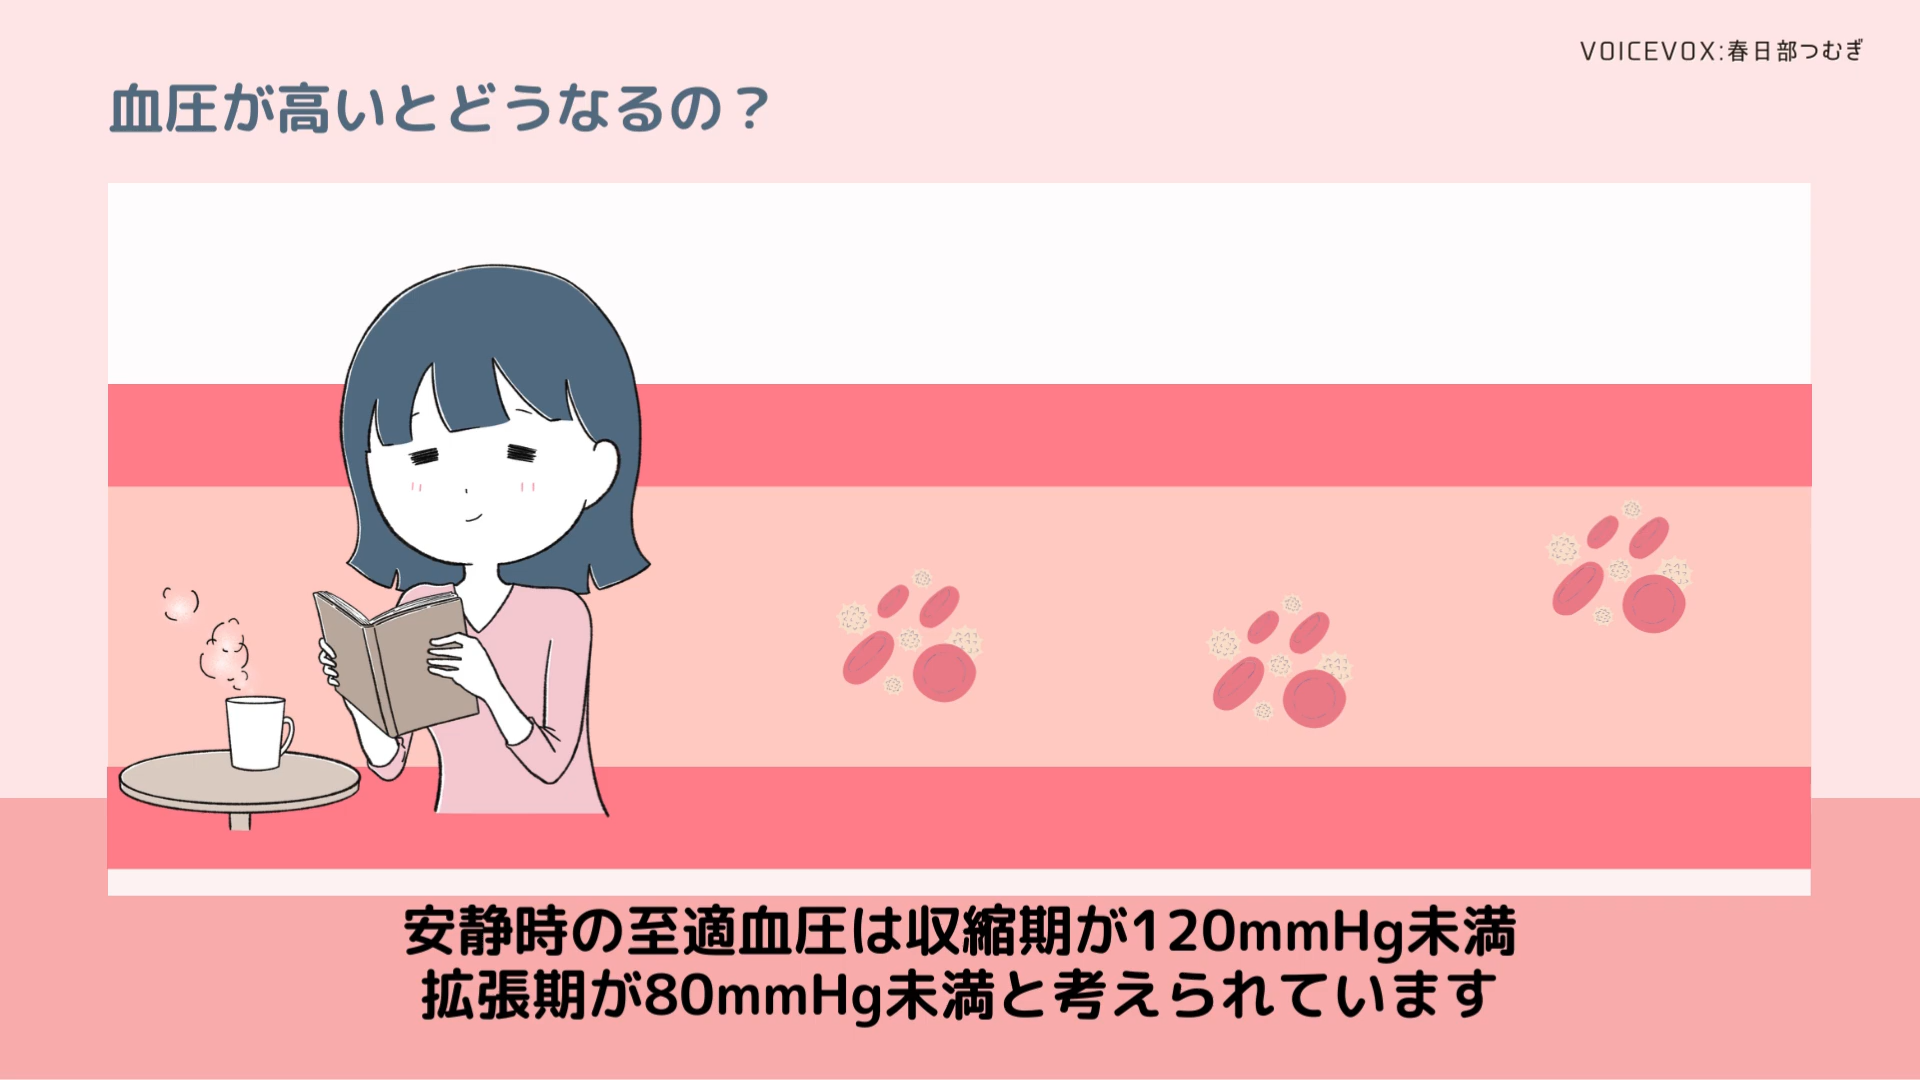 VOICEVOX:春日部つむぎ
血圧が高いとどうなるの？
安静時の至適血圧は収縮期が120mmHg未満
拡張期が80mmHg未満と考えられています